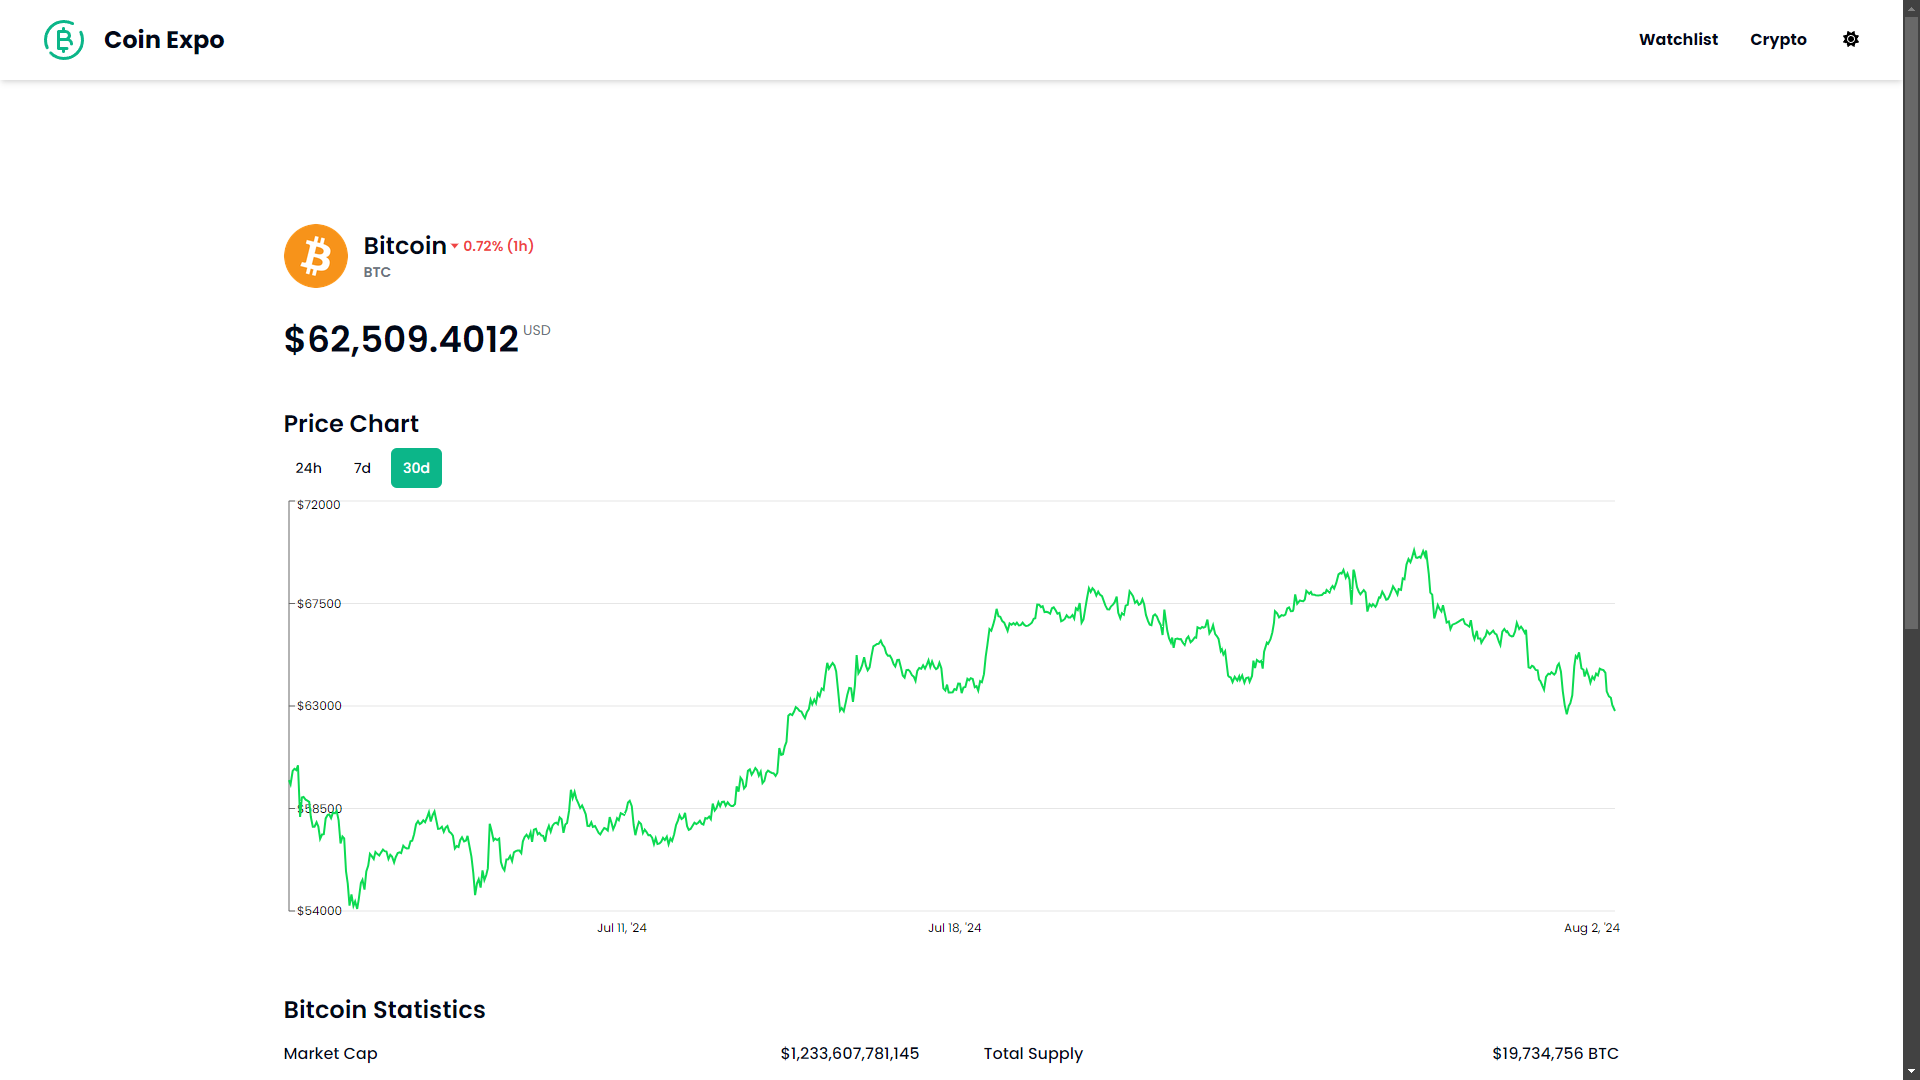 Coin Expo
Watchlist
Crypto
Bitcoin 0.72% (1h)
BTC
$62,509.4012 USD
Price Chart
24h
7d
30d
$72000
$67500
$63000
$58500
$54000
Jul 11, '24
Jul 18, '24
Aug 2, '24
Bitcoin Statistics
Market Cap
$1,233,607,781,145
Total Supply
$19,734,756 BTC